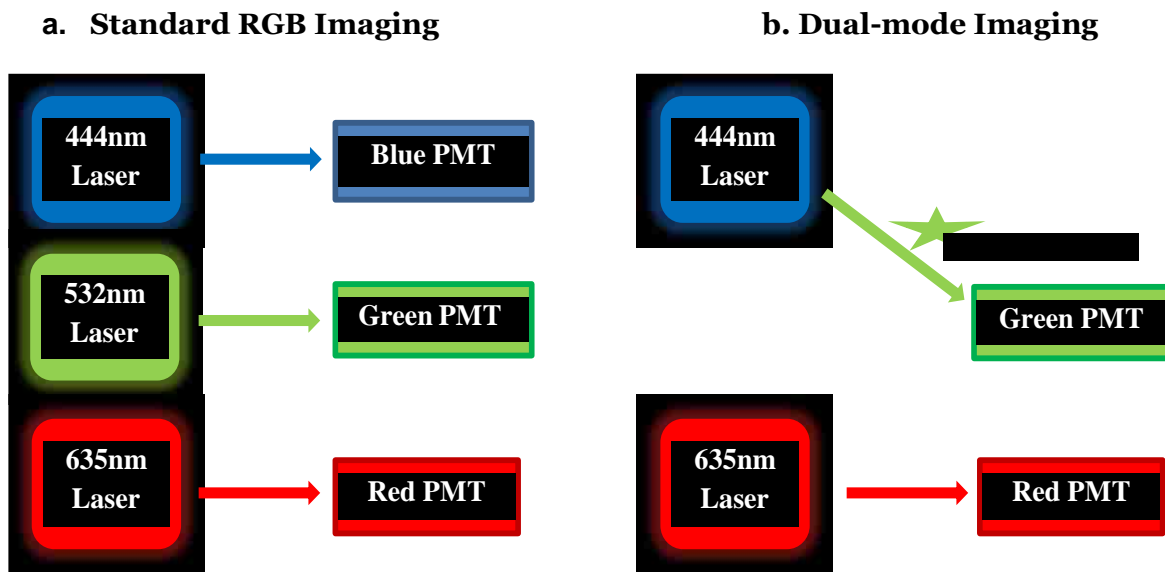 a. Standard RGB Imaging
b. Dual-mode Imaging
444nm
Laser
Blue PMT
532nm
Laser
Green PMT
635nm
Laser
Red PMT
444nm
Laser
Green PMT
635nm
Laser
Red PMT